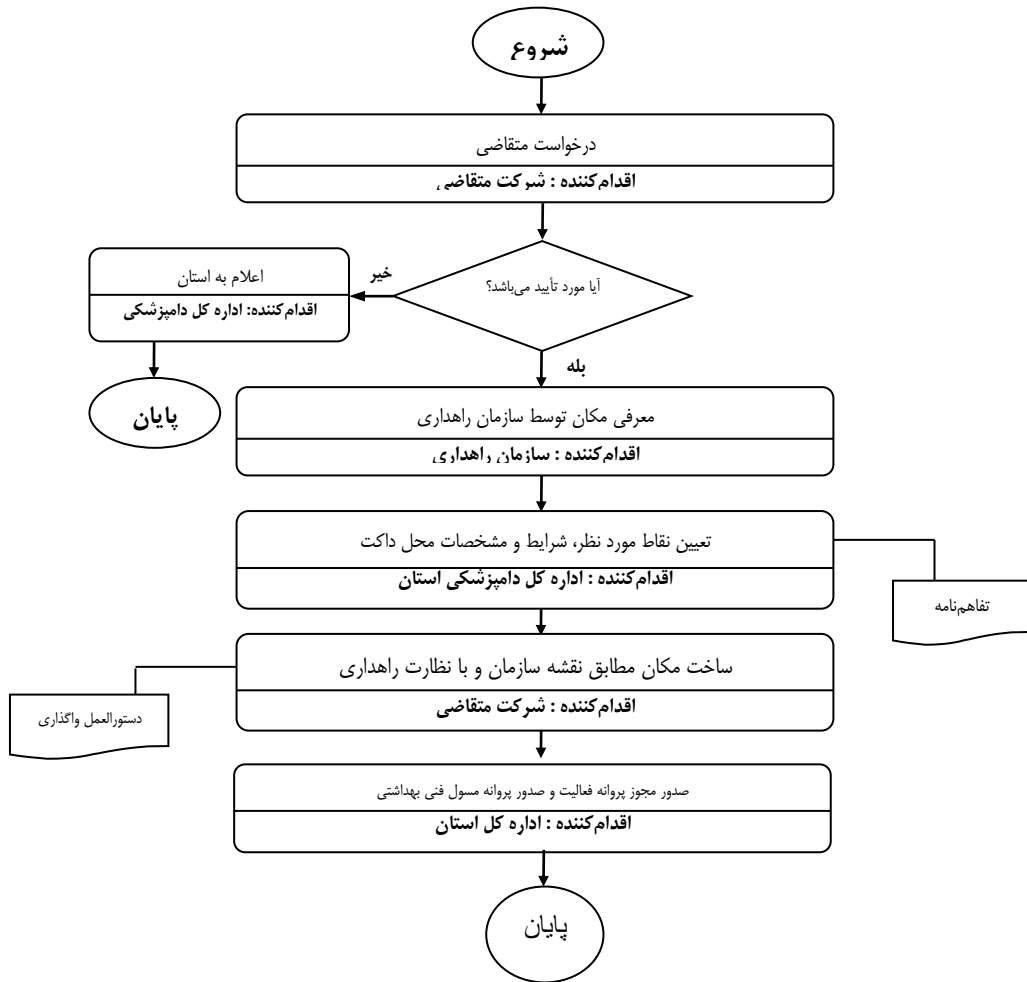 شروع
درخواست متقاضی
اقدام‌کننده : شرکت متقاضی
آیا مورد تأیید می‌باشد؟
خیر
اعلام به استان
اقدام‌کننده: اداره کل دامپزشکی
پایان
بله
معرفی مکان توسط سازمان راهداری
اقدام‌کننده : سازمان راهداری
تعیین نقاط مورد نظر، شرایط و مشخصات محل داکت
اقدام‌کننده : اداره کل دامپزشکی استان
تفاهم‌نامه
ساخت مکان مطابق نقشه سازمان و با نظارت راهداری
اقدام‌کننده : شرکت متقاضی
دستورالعمل واگذاری
صدور مجوز پروانه فعالیت و صدور پروانه مسول فنی بهداشتی
اقدام‌کننده : اداره کل استان
پایان